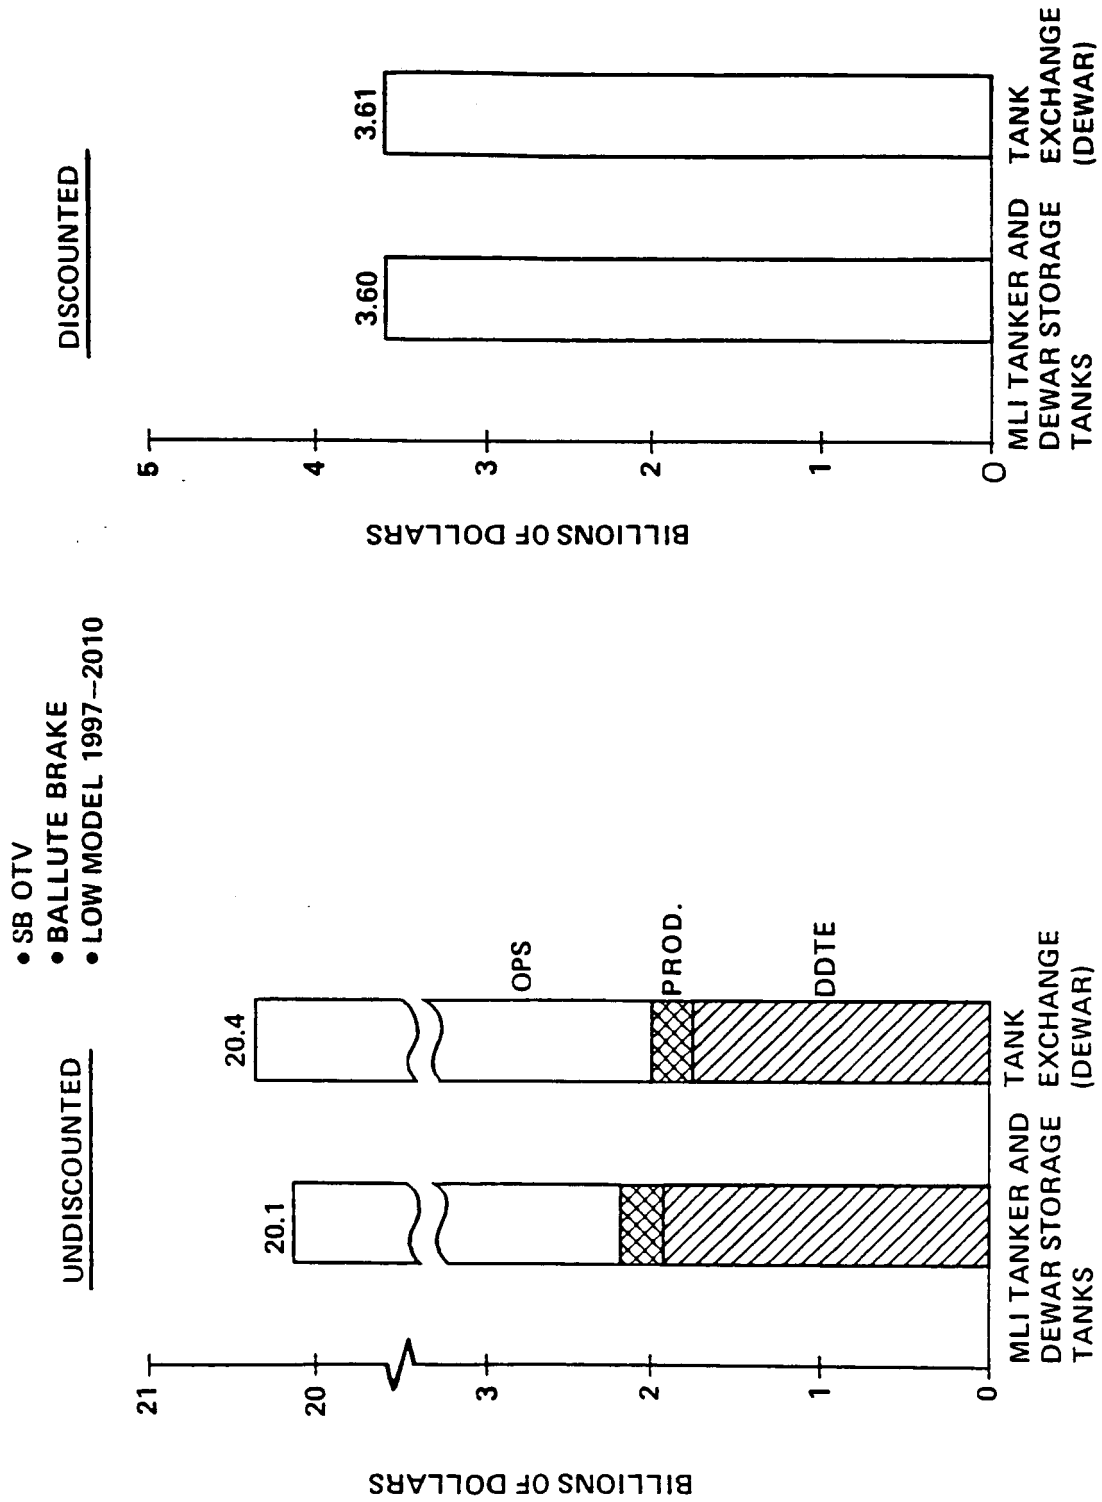 • SB OTV
• BALLUTE BRAKE
• LOW MODEL 1997–2010
UNDISCOUNTED
BILLIONS OF DOLLARS
21
20
3
2
1
0
20.1
20.4
OPS
PROD.
DDTE
MLI TANKER AND
DEWAR STORAGE
TANKS
TANK
EXCHANGE
(DEWAR)
DISCOUNTED
BILLIONS OF DOLLARS
5
4
3
2
1
0
3.60
3.61
MLI TANKER AND
DEWAR STORAGE
TANKS
TANK
EXCHANGE
(DEWAR)